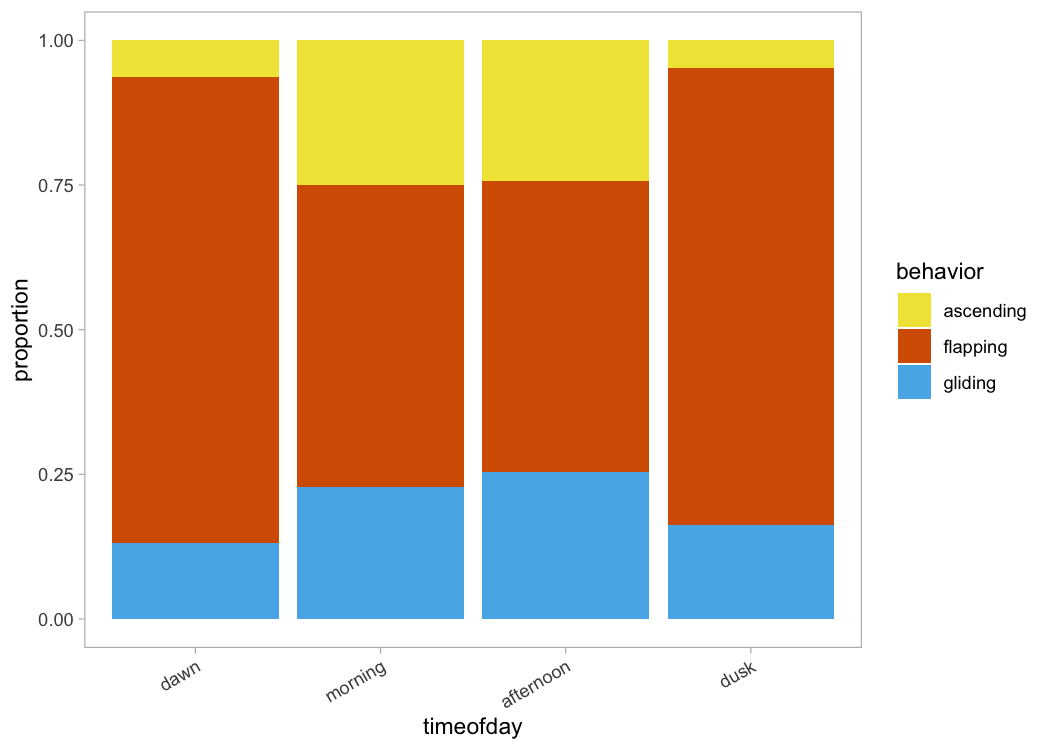 1.00
0.75
0.50
0.25
0.00
proportion
dawn
morning
afternoon
dusk
timeofday
behavior
ascending
flapping
gliding